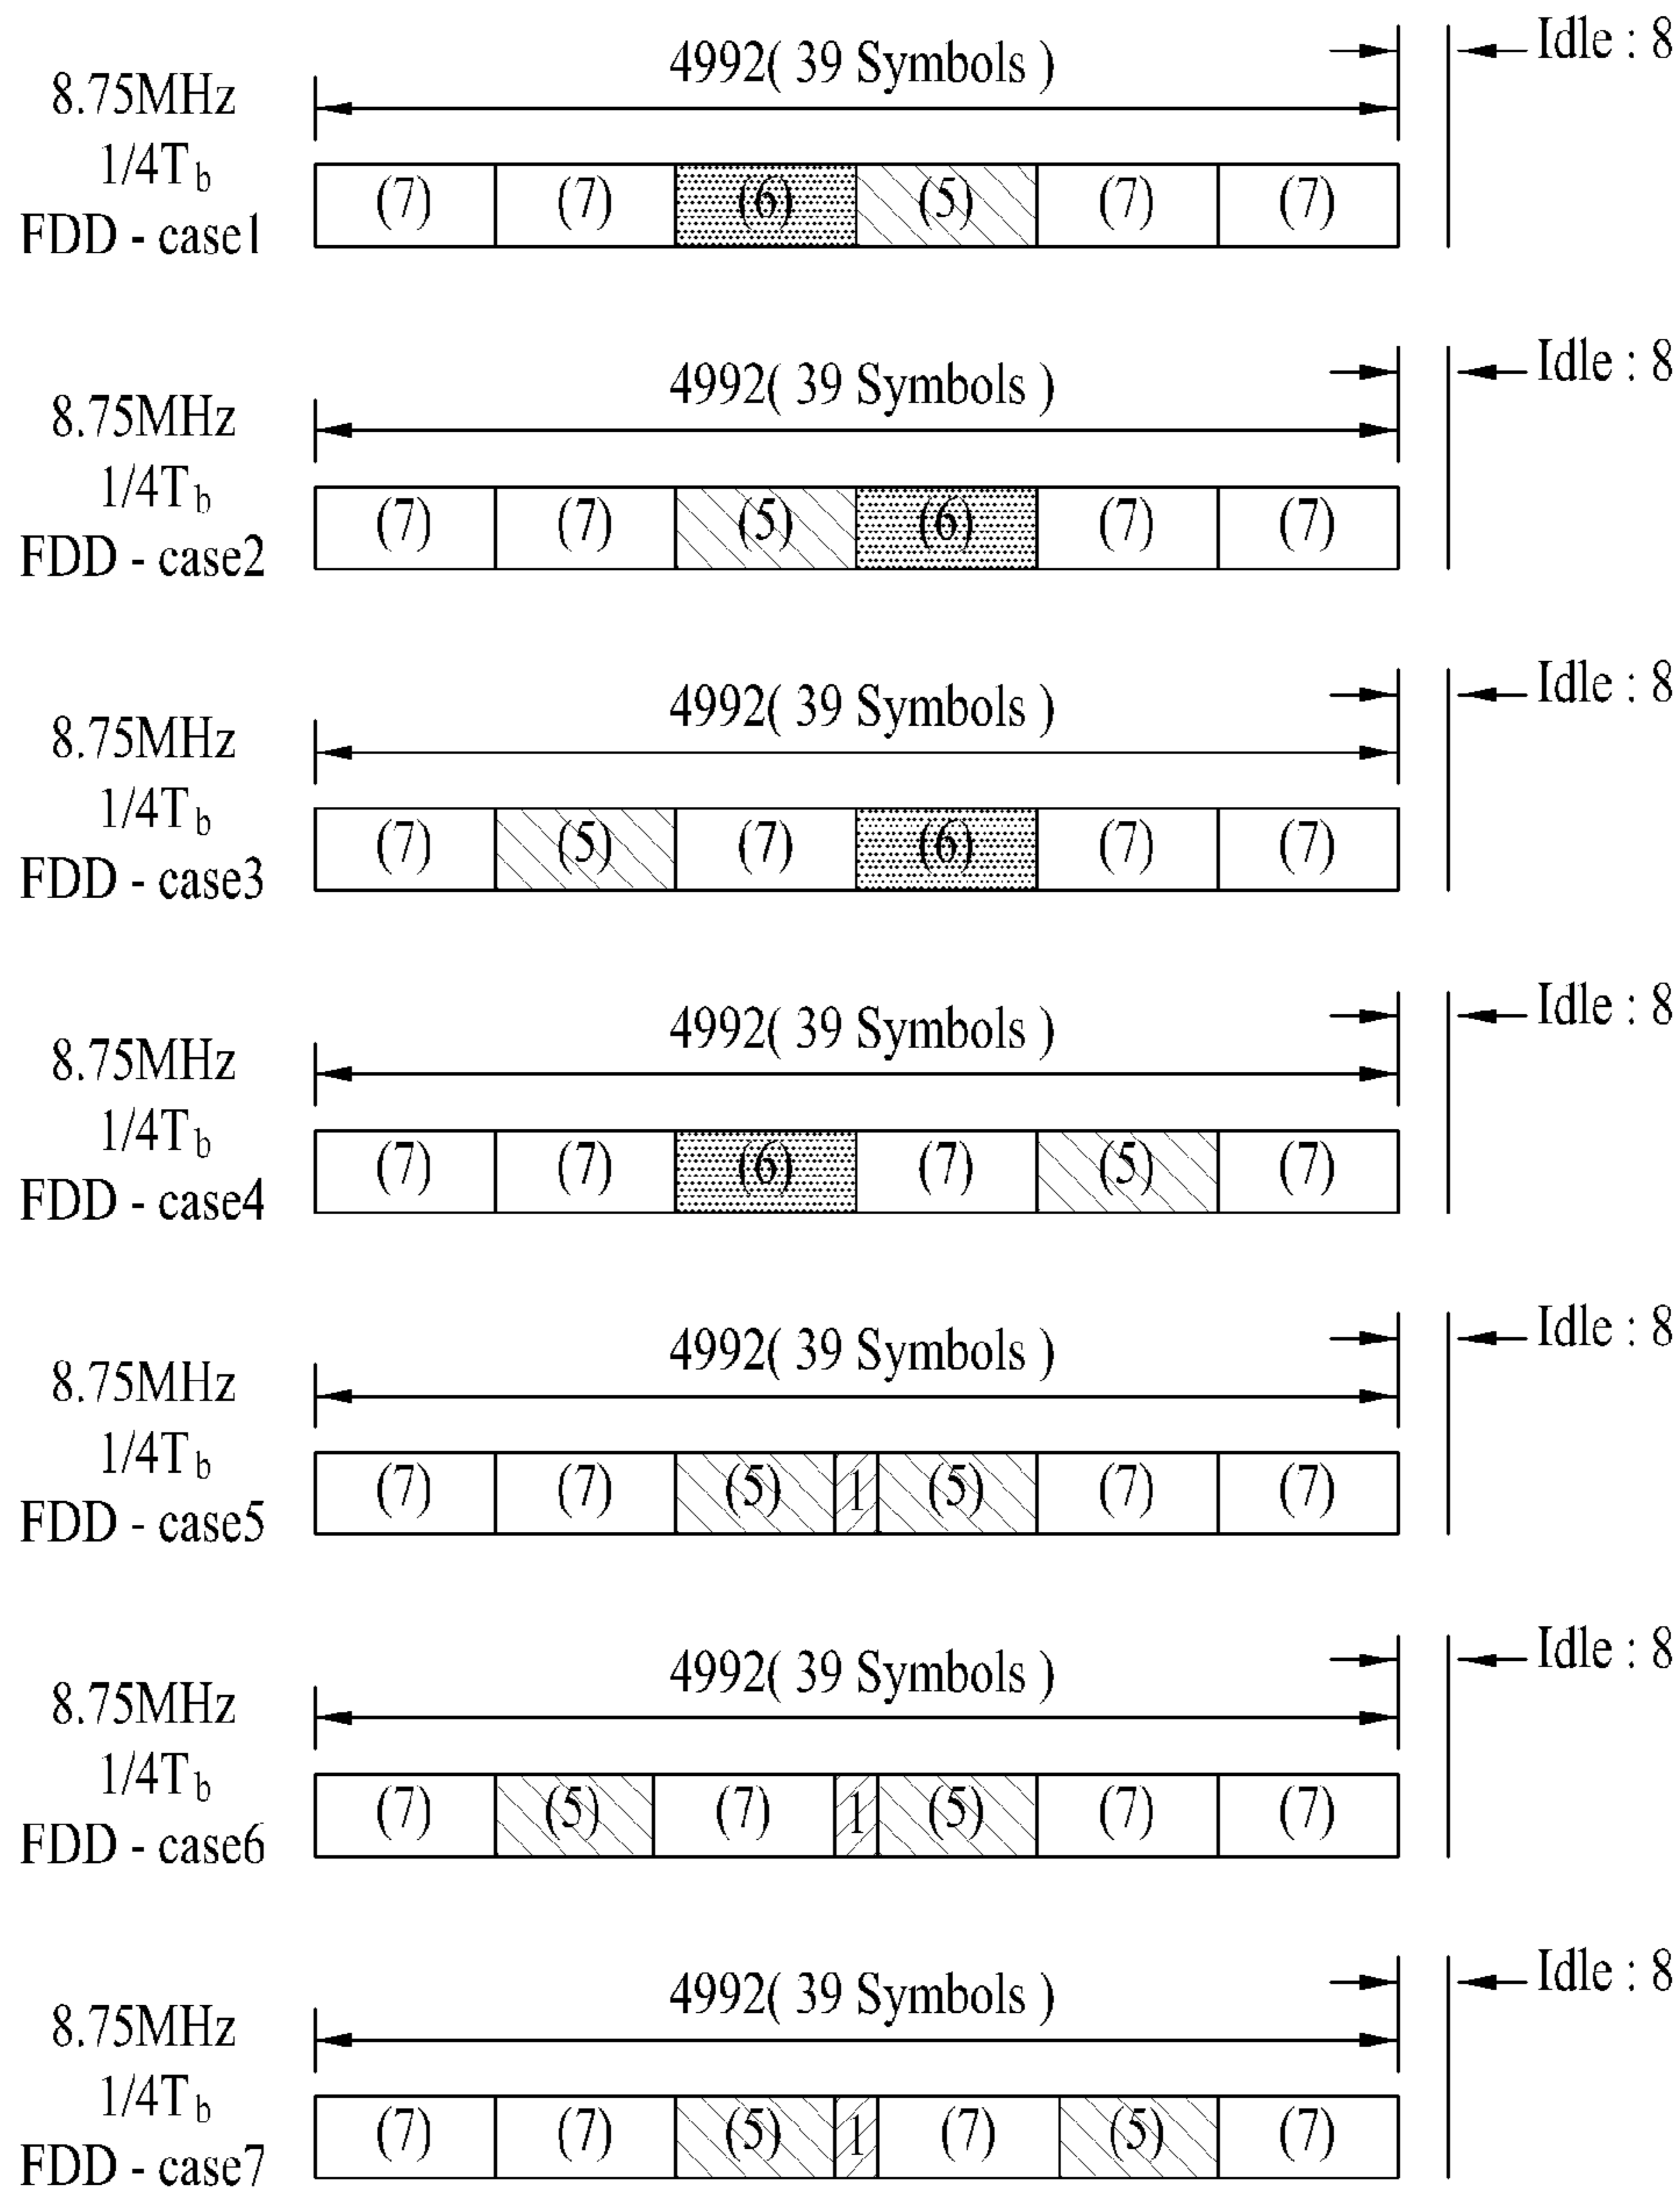 Idle : 8
4992( 39 Symbols )
8.75MHz
1/4Tb
FDD - case1
(7) (7) (6) (5) (7) (7)
Idle : 8
4992( 39 Symbols )
8.75MHz
1/4Tb
FDD - case2
(7) (7) (5) (6) (7) (7)
Idle : 8
4992( 39 Symbols )
8.75MHz
1/4Tb
FDD - case3
(7) (5) (7) (6) (7) (7)
Idle : 8
4992( 39 Symbols )
8.75MHz
1/4Tb
FDD - case4
(7) (7) (6) (7) (5) (7)
Idle : 8
4992( 39 Symbols )
8.75MHz
1/4Tb
FDD - case5
(7) (7) (5) 1 (5) (7) (7)
Idle : 8
4992( 39 Symbols )
8.75MHz
1/4Tb
FDD - case6
(7) (5) (7) 1 (5) (7) (7)
Idle : 8
4992( 39 Symbols )
8.75MHz
1/4Tb
FDD - case7
(7) (7) (5) 1 (7) (5) (7)